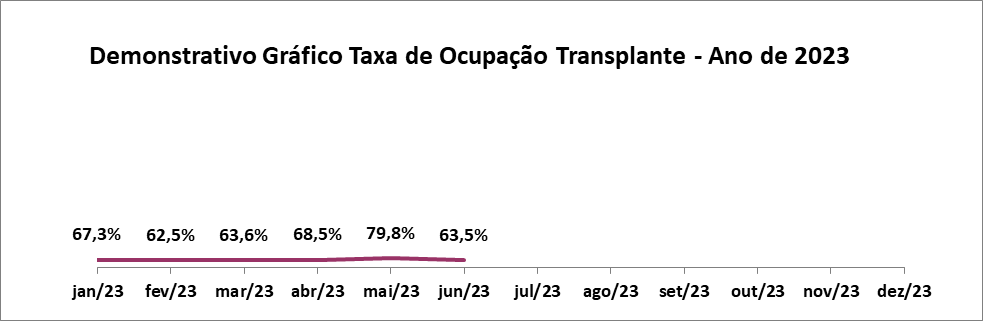 Demonstrativo Gráfico Taxa de Ocupação Transplante - Ano de 2023
67,3% 62,5% 63,6% 68,5% 79,8% 63,5%
jan/23 fev/23 mar/23 abr/23 mai/23 jun/23 jul/23 ago/23 set/23 out/23 nov/23 dez/23